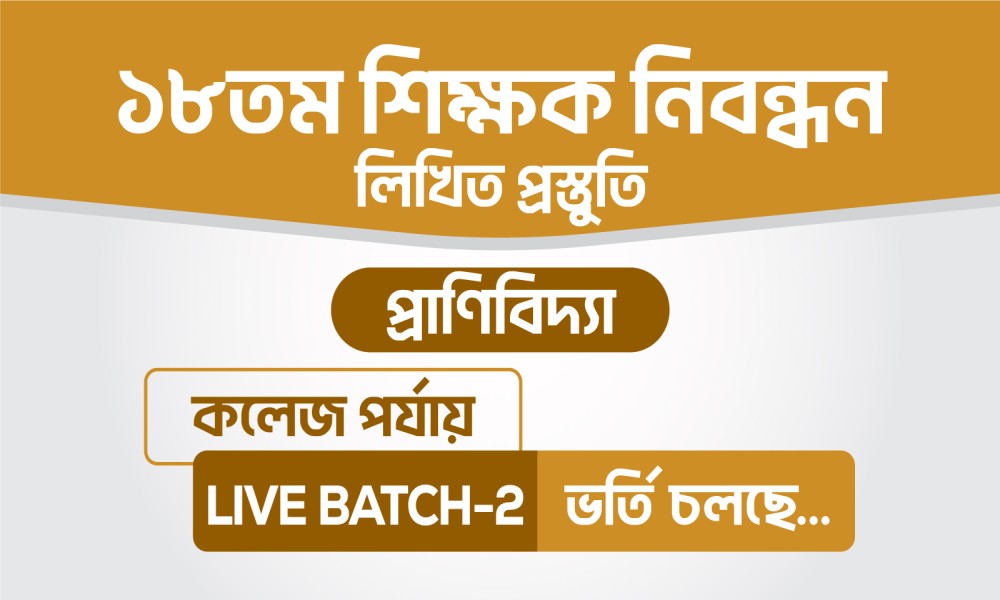 ১৮তম শিক্ষক নিবন্ধন
লিখিত প্রস্তুতি
প্রাণিবিদ্যা
কলেজ পর্যায়
LIVE BATCH-2 ভর্তি চলছে...